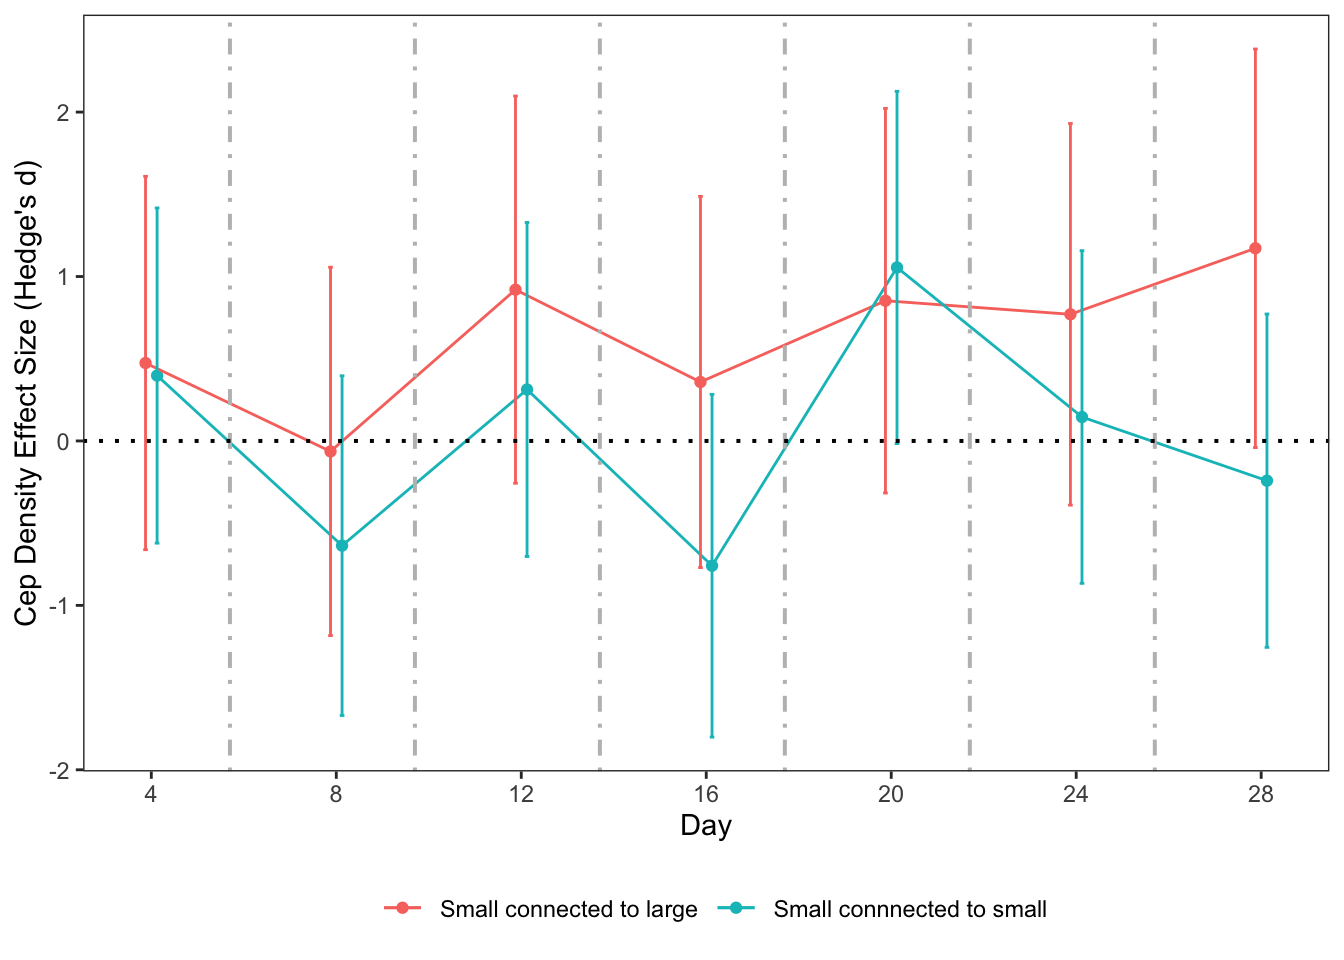 Cep Density Effect Size (Hedge's d)
2
1
0
-1
-2
4 8 12 16 20 24 28
Day
Small connected to large Small connnected to small